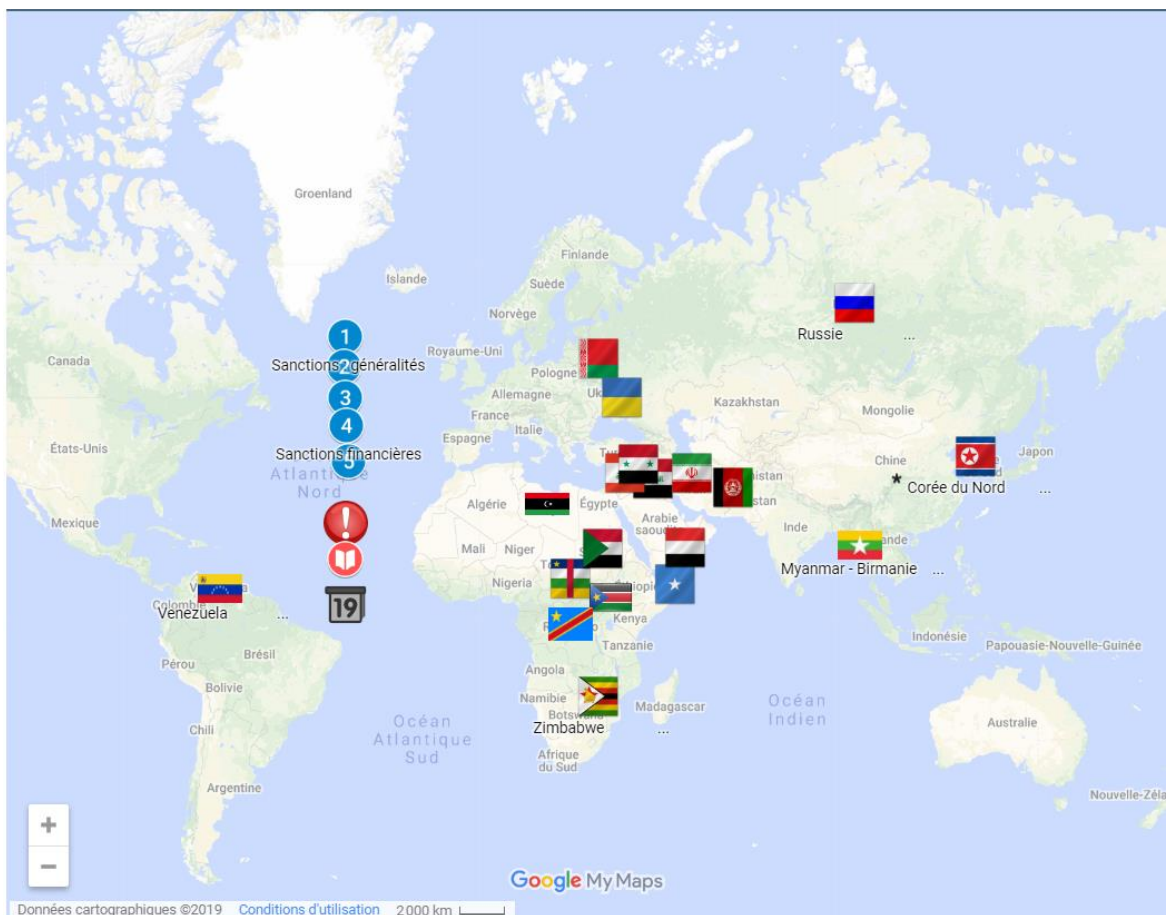 Groenland
Islande
Finlande
Suède
Norvège
Russie ...
Canada
1
Sanctions généralités
2
3
4
Sanctions financières
5
Royaume-Uni
Pologne
Allemagne
Uk
France
Italie
Espagne
Kazakhstan
Mongolie
Chine
Japon
* Corée du Nord ...
États-Unis
Atlantique
Nord
Mexique
Algérie
Égypte
Arabie
saoudite
Inde
Mali
Niger
Nigeria
Myanmar - Birmanie ...
19
Venezuela ...
Kenya
Tanzanie
Indonésie
Papouasie-Nouvelle-Guinée
Pérou
Brésil
Bolivie
Angola
Namibie
Madagascar
Zimbabwe ...
Océan
Indien
Chili
Océan
Atlantique
Sud
Afrique
du Sud
Australie
Argentine
Nouvelle-Zéla
+
−
Google My Maps
Données cartographiques ©2019 Conditions d'utilisation 2 000 km